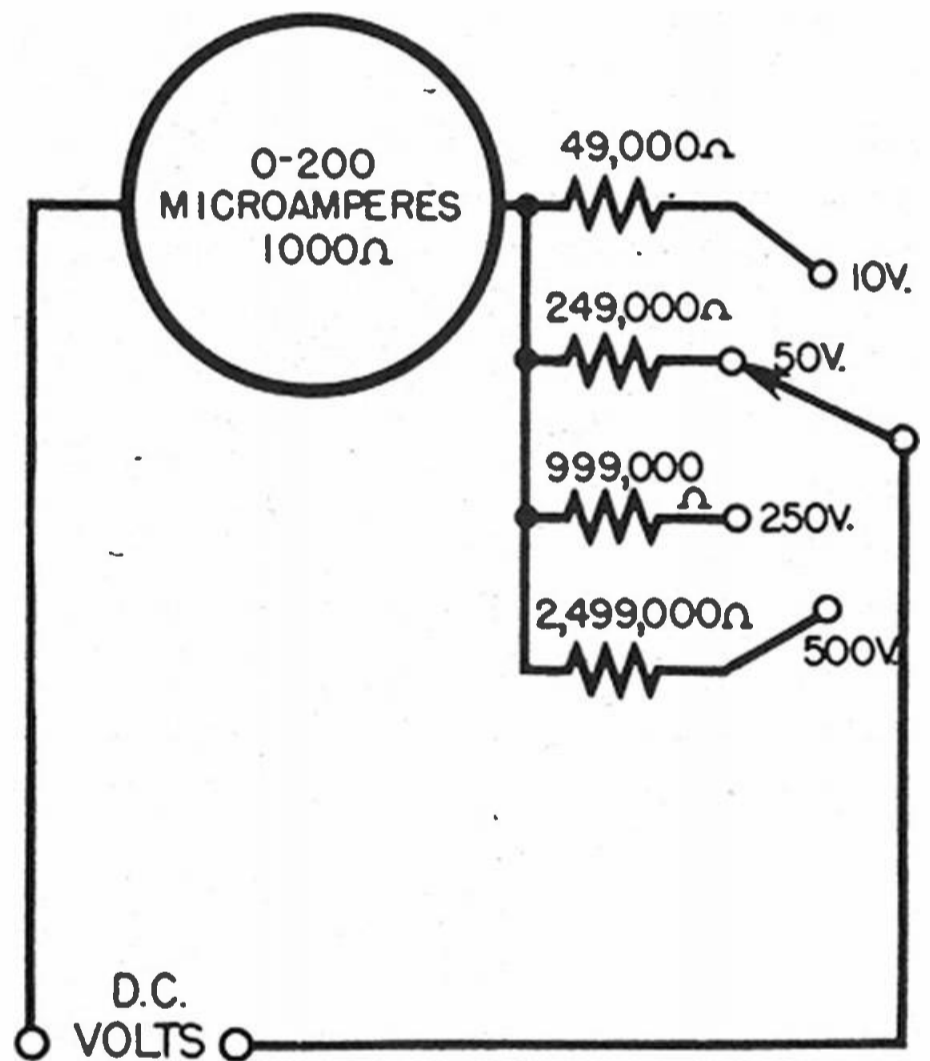 0-200
MICROAMPERES
1000Ω
49,000Ω
10V.
249,000Ω
50V.
999,000
Ω
250V.
2,499,000Ω
500V.
D.C.
VOLTS